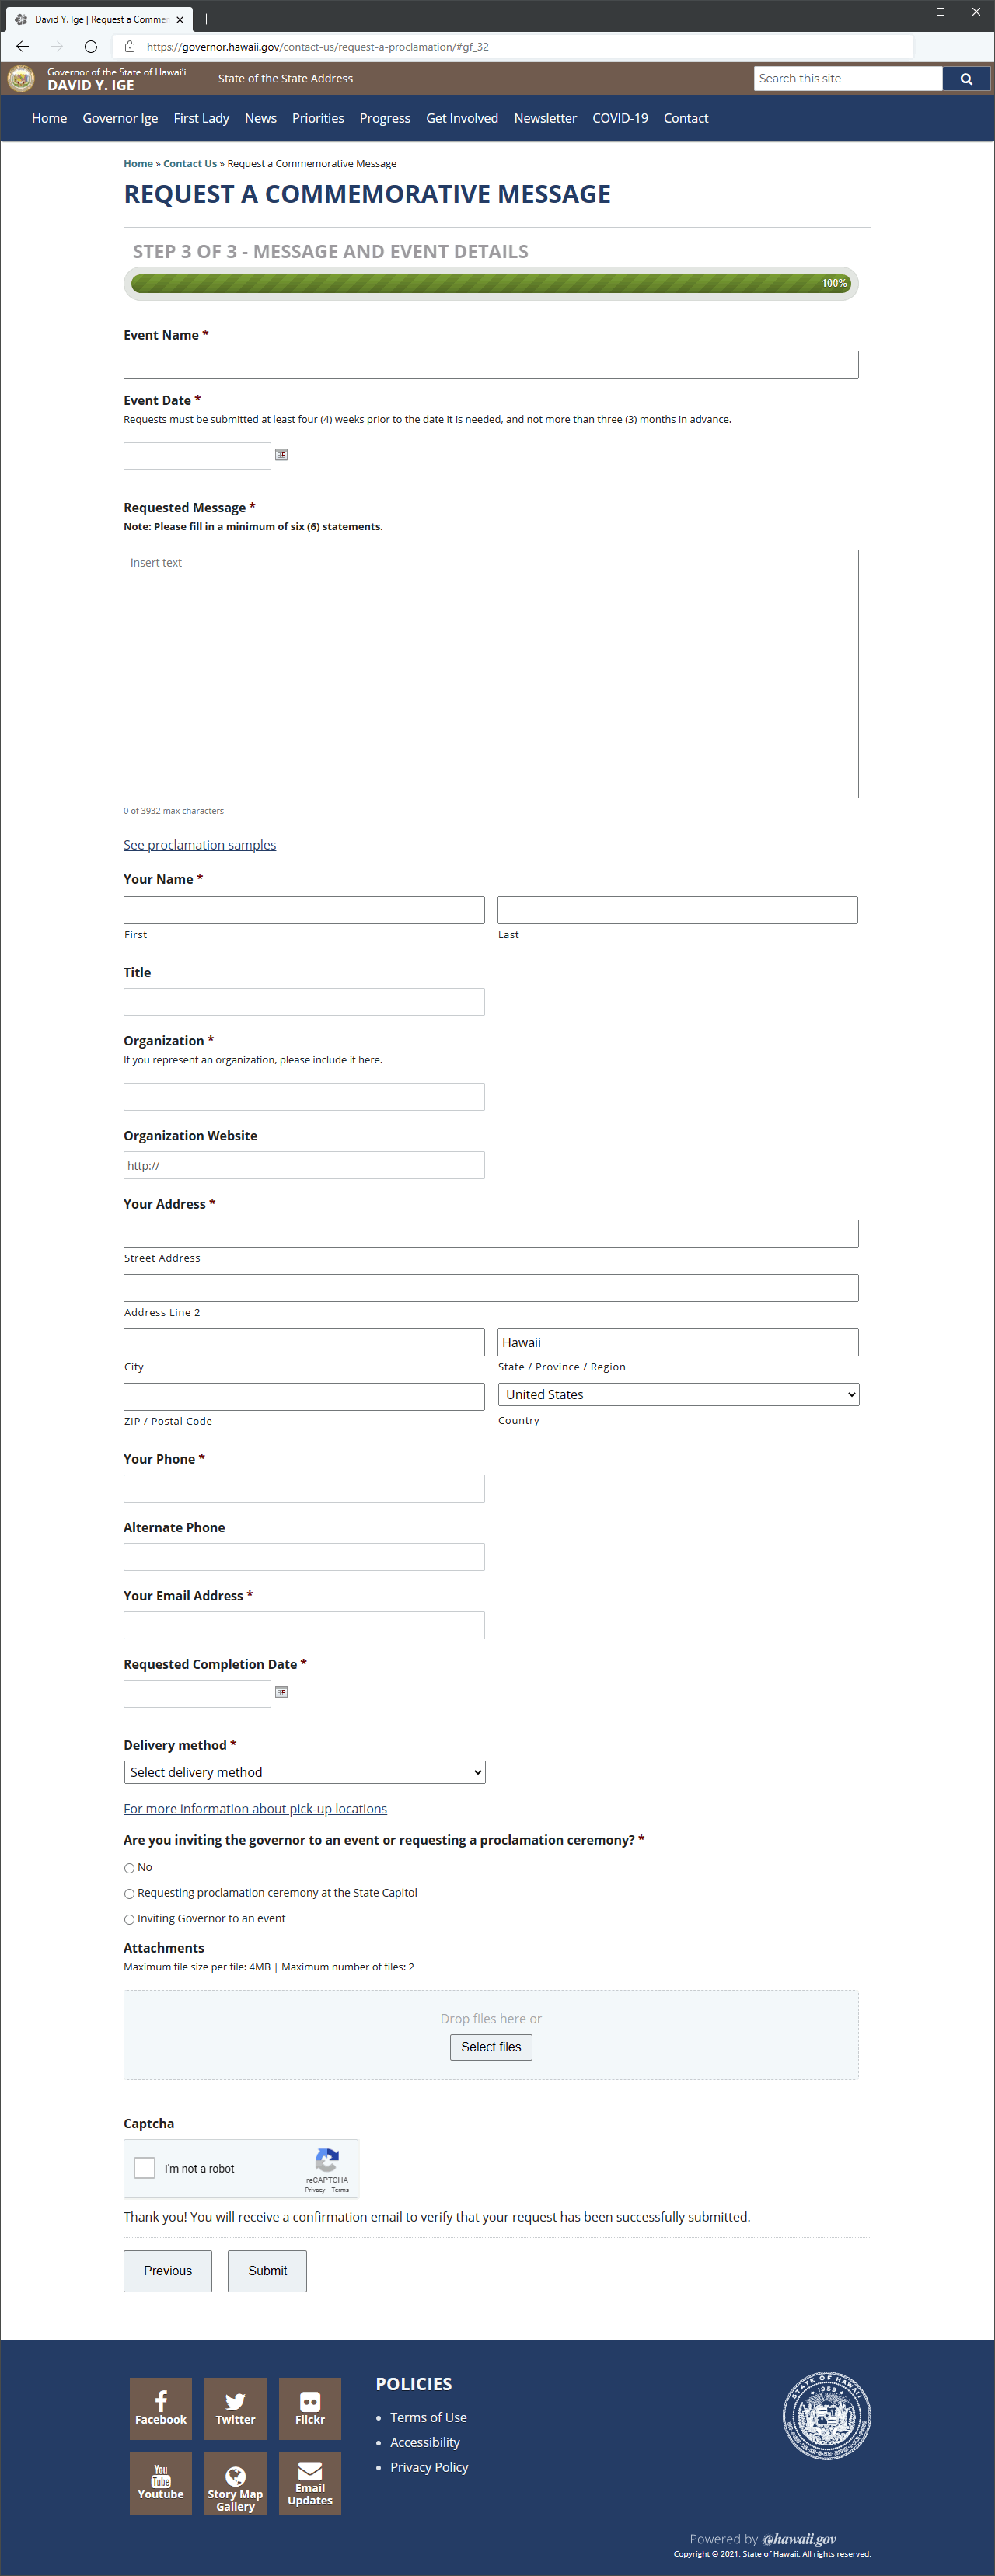 David Y. Ige | Request a Comme
https://governor.hawaii.gov/contact-us/request-a-proclamation/#gf_32
Governor of the State of Hawai'i
DAVID Y. IGE
State of the State Address
Search this site
Home Governor Ige First Lady News Priorities Progress Get Involved Newsletter COVID-19 Contact
Home » Contact Us » Request a Commemorative Message
REQUEST A COMMEMORATIVE MESSAGE
STEP 3 OF 3 - MESSAGE AND EVENT DETAILS
100%
Event Name *
Event Date *
Requests must be submitted at least four (4) weeks prior to the date it is needed, and not more than three (3) months in advance.
Requested Message *
Note: Please fill in a minimum of six (6) statements.
insert text
0 of 3932 max characters
See proclamation samples
Your Name *
First Last
Title
Organization *
If you represent an organization, please include it here.
Organization Website
http://
Your Address *
Street Address
Address Line 2
Hawaii
City State / Province / Region
United States
ZIP / Postal Code Country
Your Phone *
Alternate Phone
Your Email Address *
Requested Completion Date *
Delivery method *
Select delivery method
For more information about pick-up locations
Are you inviting the governor to an event or requesting a proclamation ceremony? *
No
Requesting proclamation ceremony at the State Capitol
Inviting Governor to an event
Attachments
Maximum file size per file: 4MB | Maximum number of files: 2
Drop files here or
Select files
Captcha
I'm not a robot
reCAPTCHA
Privacy - Terms
Thank you! You will receive a confirmation email to verify that your request has been successfully submitted.
Previous Submit
Facebook Twitter Flickr
You
Tube
Youtube
Story Map
Gallery
Email
Updates
POLICIES
Terms of Use
Accessibility
Privacy Policy
STATE OF HAWAII
1959
Powered by ehawaii.gov
Copyright © 2021, State of Hawaii. All rights reserved.